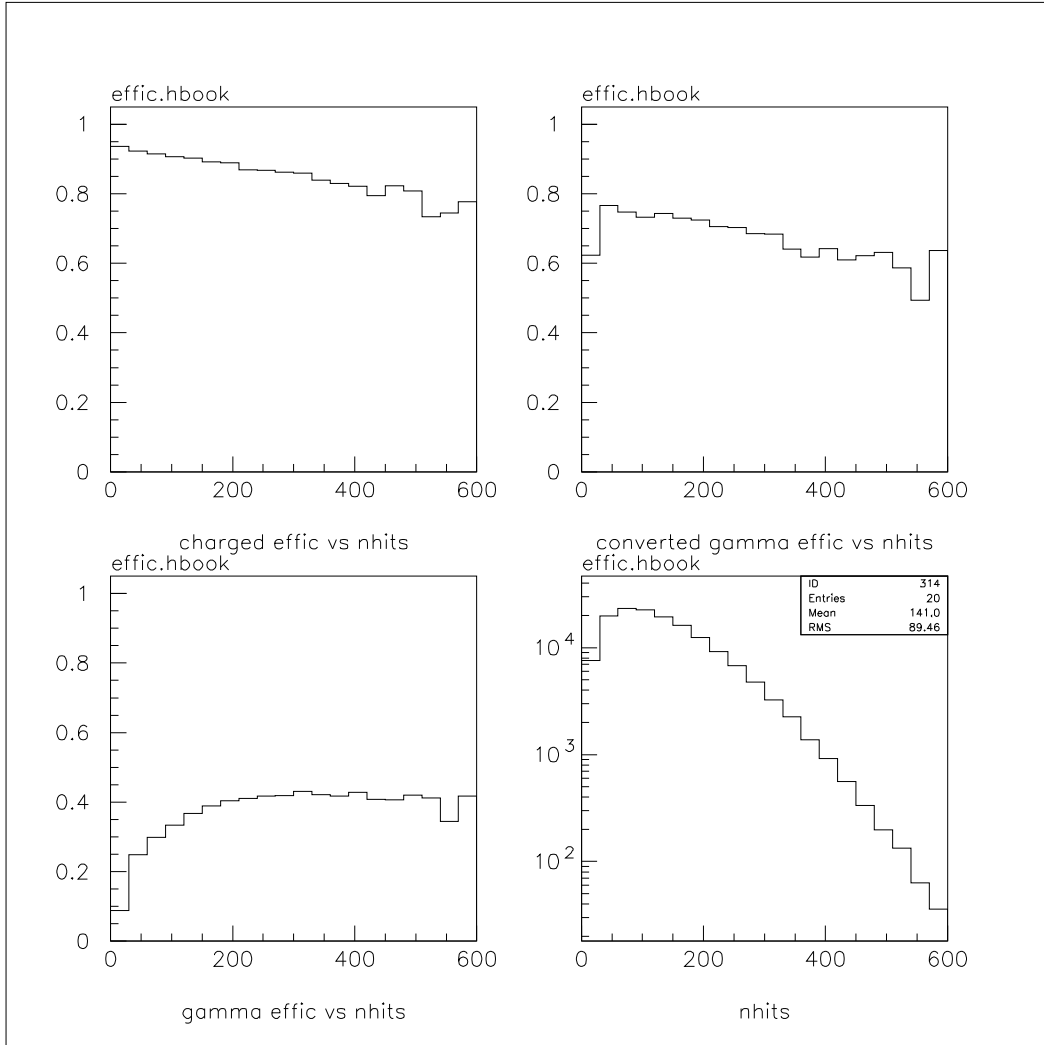 effic.hbook
1
0.8
0.6
0.4
0.2
0
0 200 400 600
charged effic vs nhits
effic.hbook
1
0.8
0.6
0.4
0.2
0
0 200 400 600
converted gamma effic vs nhits
effic.hbook
1
0.8
0.6
0.4
0.2
0
0 200 400 600
gamma effic vs nhits
effic.hbook
ID 314
Entries 20
Mean 141.0
RMS 89.46
10^4
10^3
10^2
0 200 400 600
nhits